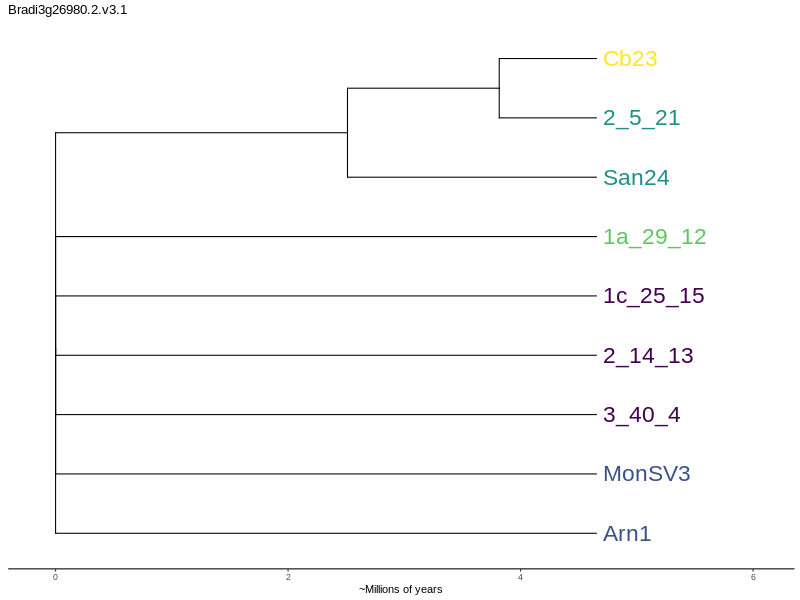 Bradi3g26980.2.v3.1
Cb23
2_5_21
San24
1a_29_12
1c_25_15
2_14_13
3_40_4
MonSV3
Arn1
0 2 4 6
~Millions of years